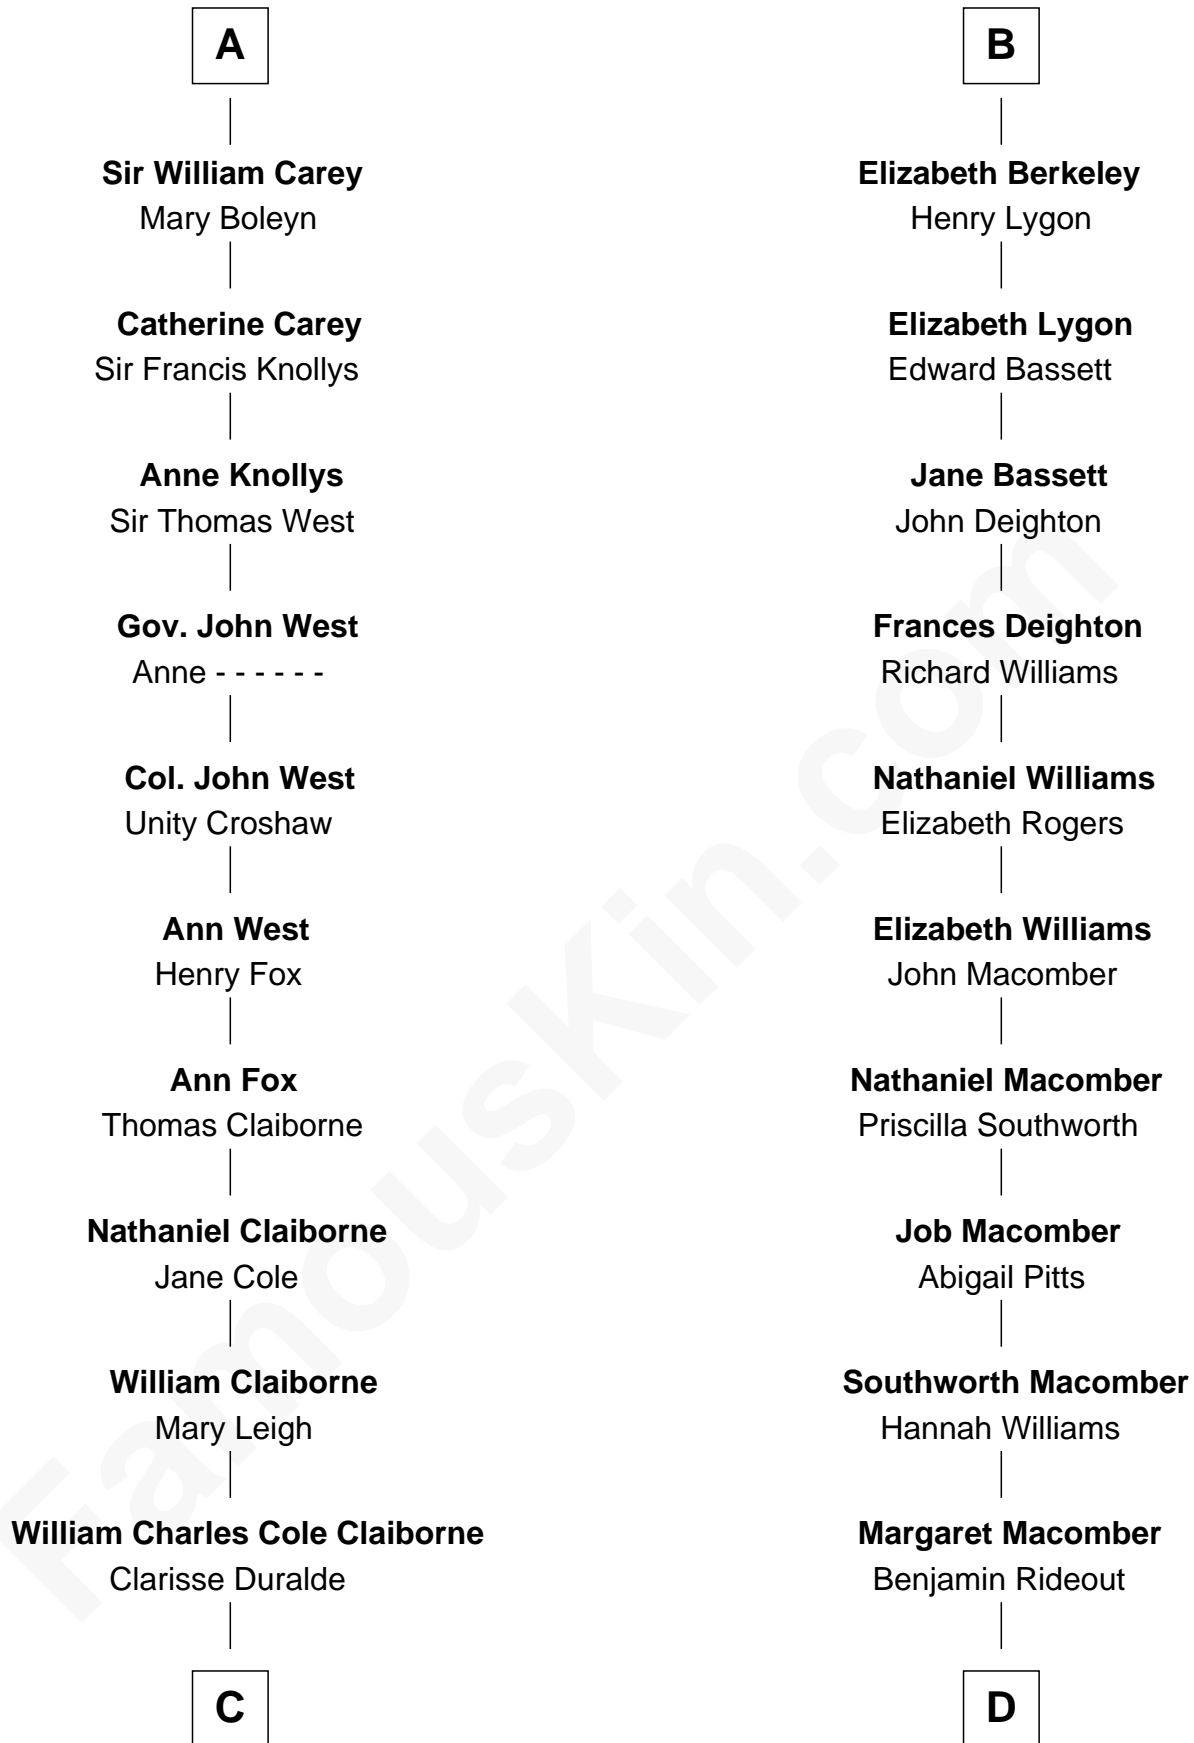 A
Sir William Carey
Mary Boleyn
Catherine Carey
Sir Francis Knollys
Anne Knollys
Sir Thomas West
Gov. John West
Anne - - - - - -
Col. John West
Unity Croshaw
Ann West
Henry Fox
Ann Fox
Thomas Claiborne
Nathaniel Claiborne
Jane Cole
William Claiborne
Mary Leigh
William Charles Cole Claiborne
Clarisse Duralde
C
B
Elizabeth Berkeley
Henry Lygon
Elizabeth Lygon
Edward Bassett
Jane Bassett
John Deighton
Frances Deighton
Richard Williams
Nathaniel Williams
Elizabeth Rogers
Elizabeth Williams
John Macomber
Nathaniel Macomber
Priscilla Southworth
Job Macomber
Abigail Pitts
Southworth Macomber
Hannah Williams
Margaret Macomber
Benjamin Rideout
D
FamousKin.com